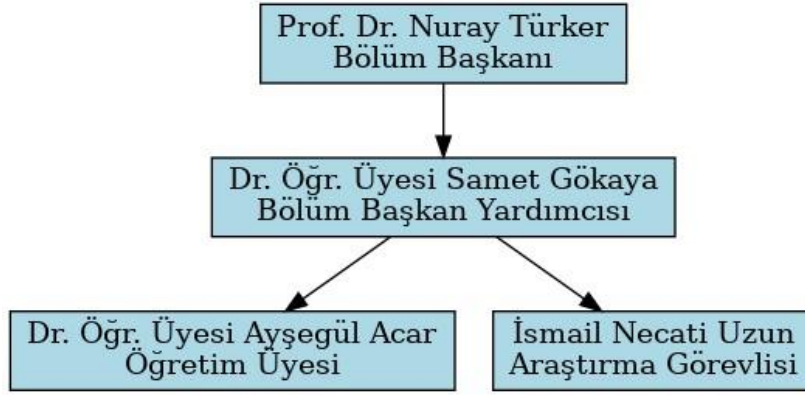 Prof. Dr. Nuray Türker
Bölüm Başkanı
Dr. Öğr. Üyesi Samet Gökaya
Bölüm Başkan Yardımcısı
Dr. Öğr. Üyesi Ayşegül Acar
Öğretim Üyesi
İsmail Necati Uzun
Araştırma Görevlisi